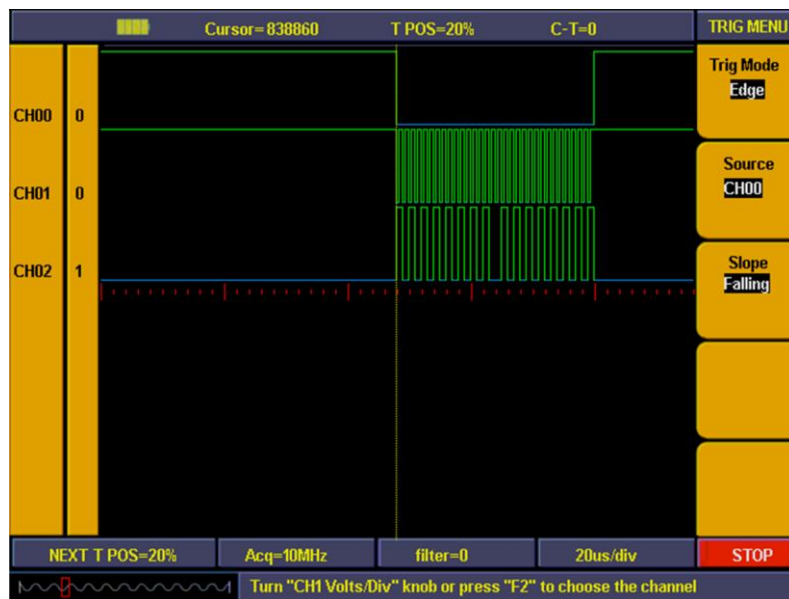 Cursor=838860 T POS=20% C-T=0 TRIG MENU
Trig Mode
Edge
CH00 0
Source
CH00
CH01 0
Slope
Falling
CH02 1
NEXT T POS=20% Acq=10MHz filter=0 20us/div STOP
Turn "CH1 Volts/Div" knob or press "F2" to choose the channel